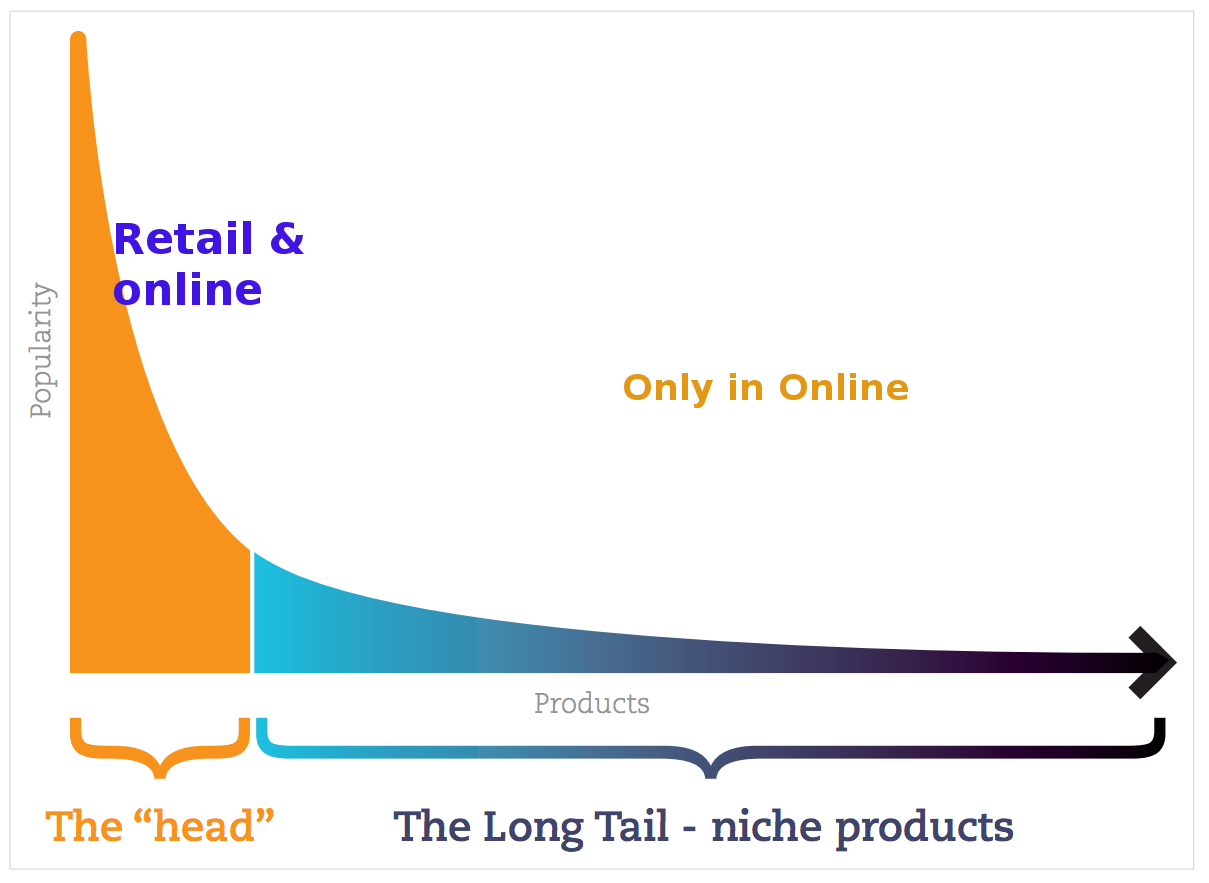 Retail &
online
Popularity
Only in Online
Products
The “head”
The Long Tail - niche products